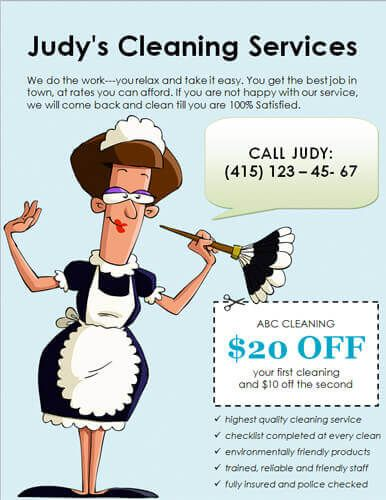 Judy's Cleaning Services
We do the work---you relax and take it easy. You get the best job in
town, at rates you can afford. If you are not happy with our service,
we will come back and clean till you are 100% Satisfied.
CALL JUDY:
(415) 123 – 45- 67
ABC CLEANING
$20 OFF
your first cleaning
and $10 off the second
✓ highest quality cleaning service
✓ checklist completed at every clean
✓ environmentally friendly products
✓ trained, reliable and friendly staff
✓ fully insured and police checked